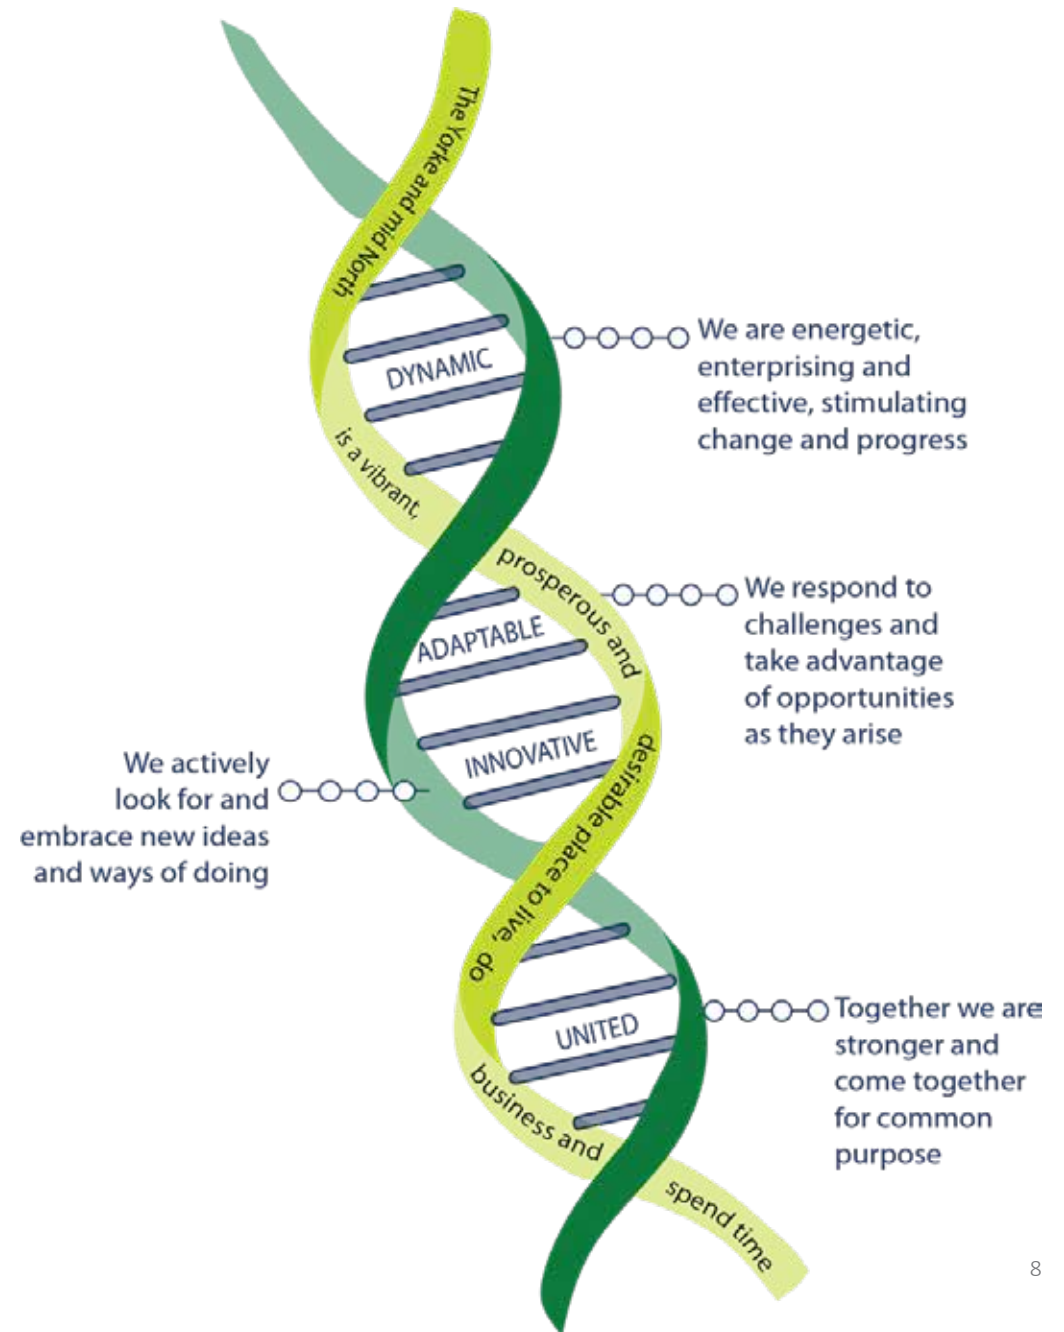 The Yorke and mid North
DYNAMIC
We are energetic,
enterprising and
effective, stimulating
change and progress
is a vibrant,
prosperous and
ADAPTABLE
We respond to
challenges and
take advantage
of opportunities
as they arise
INNOVATIVE
We actively
look for and
embrace new ideas
and ways of doing
desirable place to live, do
UNITED
Together we are
stronger and
come together
for common
purpose
business and
spend time
8